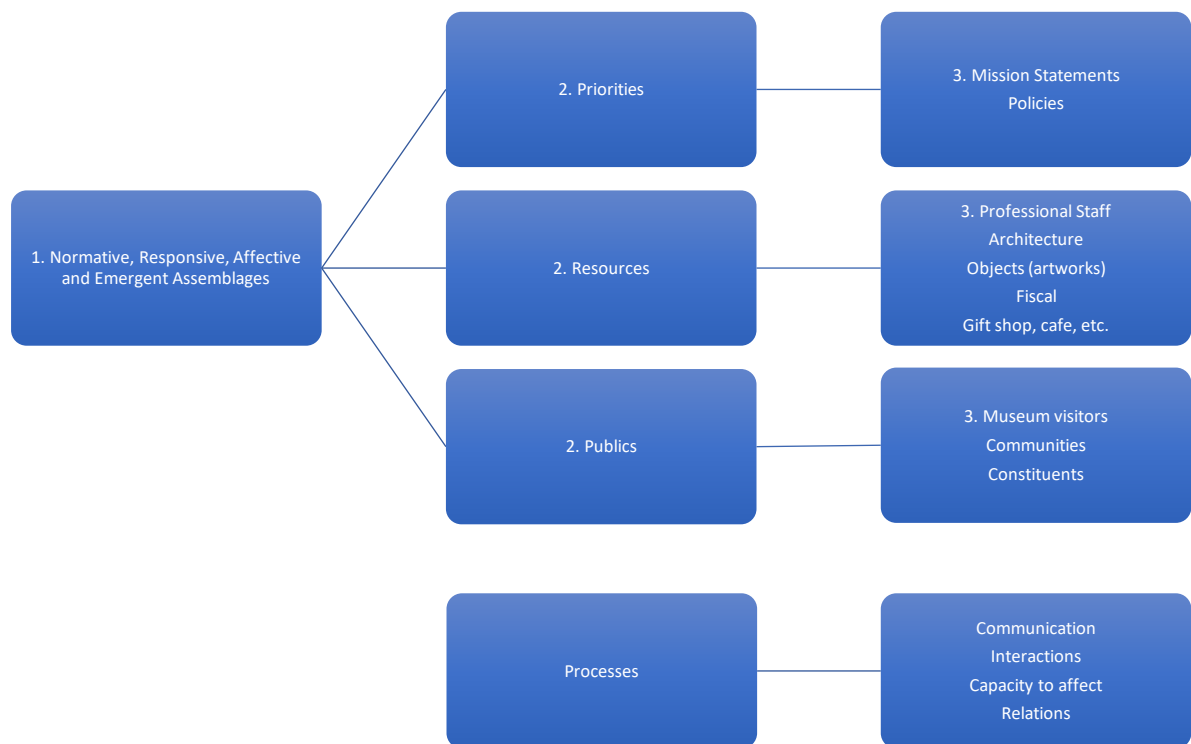 2. Priorities
3. Mission Statements
Policies
1. Normative, Responsive, Affective
and Emergent Assemblages
2. Resources
3. Professional Staff
Architecture
Objects (artworks)
Fiscal
Gift shop, cafe, etc.
2. Publics
3. Museum visitors
Communities
Constituents
Processes
Communication
Interactions
Capacity to affect
Relations